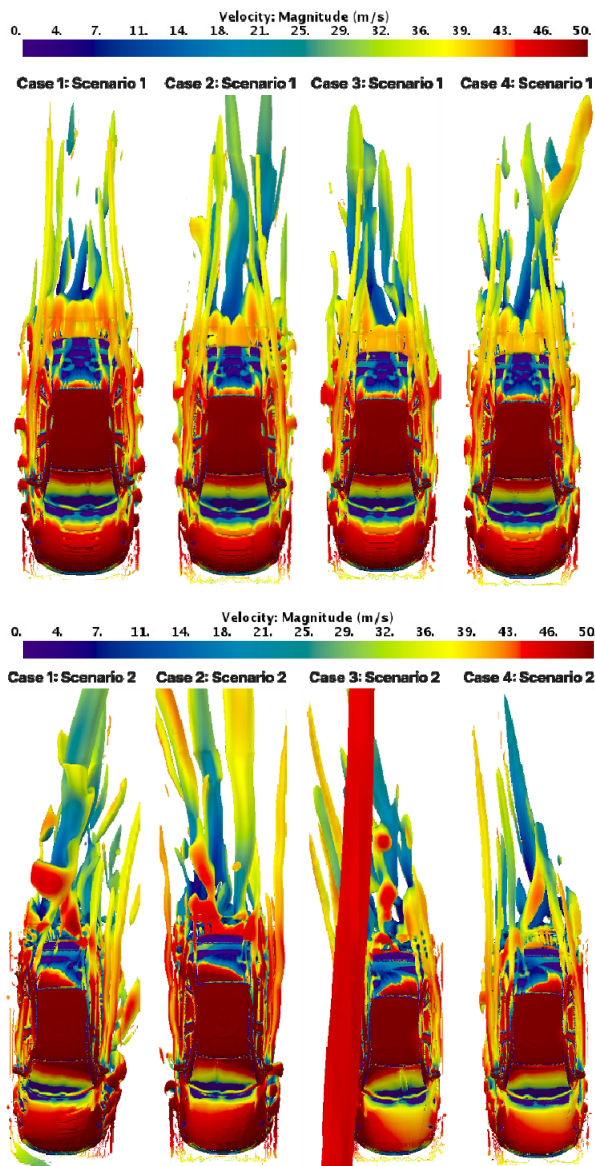 Velocity: Magnitude (m/s)
0. 4. 7. 11. 14. 18. 21. 25. 29. 32. 36. 39. 43. 46. 50.
Case 1: Scenario 1 Case 2: Scenario 1 Case 3: Scenario 1 Case 4: Scenario 1
Velocity: Magnitude (m/s)
0. 4. 7. 11. 14. 18. 21. 25. 29. 32. 36. 39. 43. 46. 50.
Case 1: Scenario 2 Case 2: Scenario 2 Case 3: Scenario 2 Case 4: Scenario 2